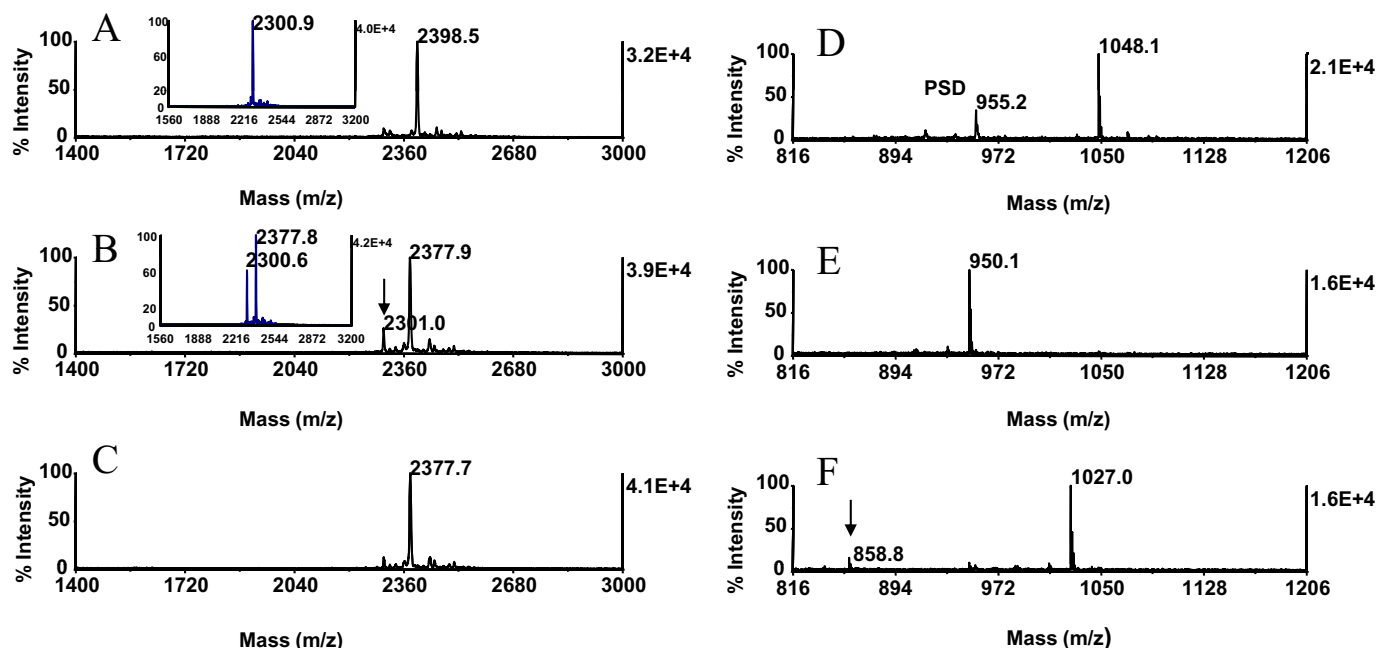 A
% Intensity
100
50
0
2398.5
3.2E+4
1400 1720 2040 2360 2680 3000
Mass (m/z)
100
60
20
0
2300.9
4.0E+4
1560 1888 2216 2544 2872 3200
B
% Intensity
100
50
0
2377.9
2301.0
3.9E+4
1400 1720 2040 2360 2680 3000
Mass (m/z)
100
60
20
0
2377.8
2300.6
4.2E+4
1560 1888 2216 2544 2872 3200
C
% Intensity
100
50
0
2377.7
4.1E+4
1400 1720 2040 2360 2680 3000
Mass (m/z)
D
% Intensity
100
50
0
PSD
955.2
1048.1
2.1E+4
816 894 972 1050 1128 1206
Mass (m/z)
E
% Intensity
100
50
0
950.1
1.6E+4
816 894 972 1050 1128 1206
Mass (m/z)
F
% Intensity
100
50
0
858.8
1027.0
1.6E+4
816 894 972 1050 1128 1206
Mass (m/z)